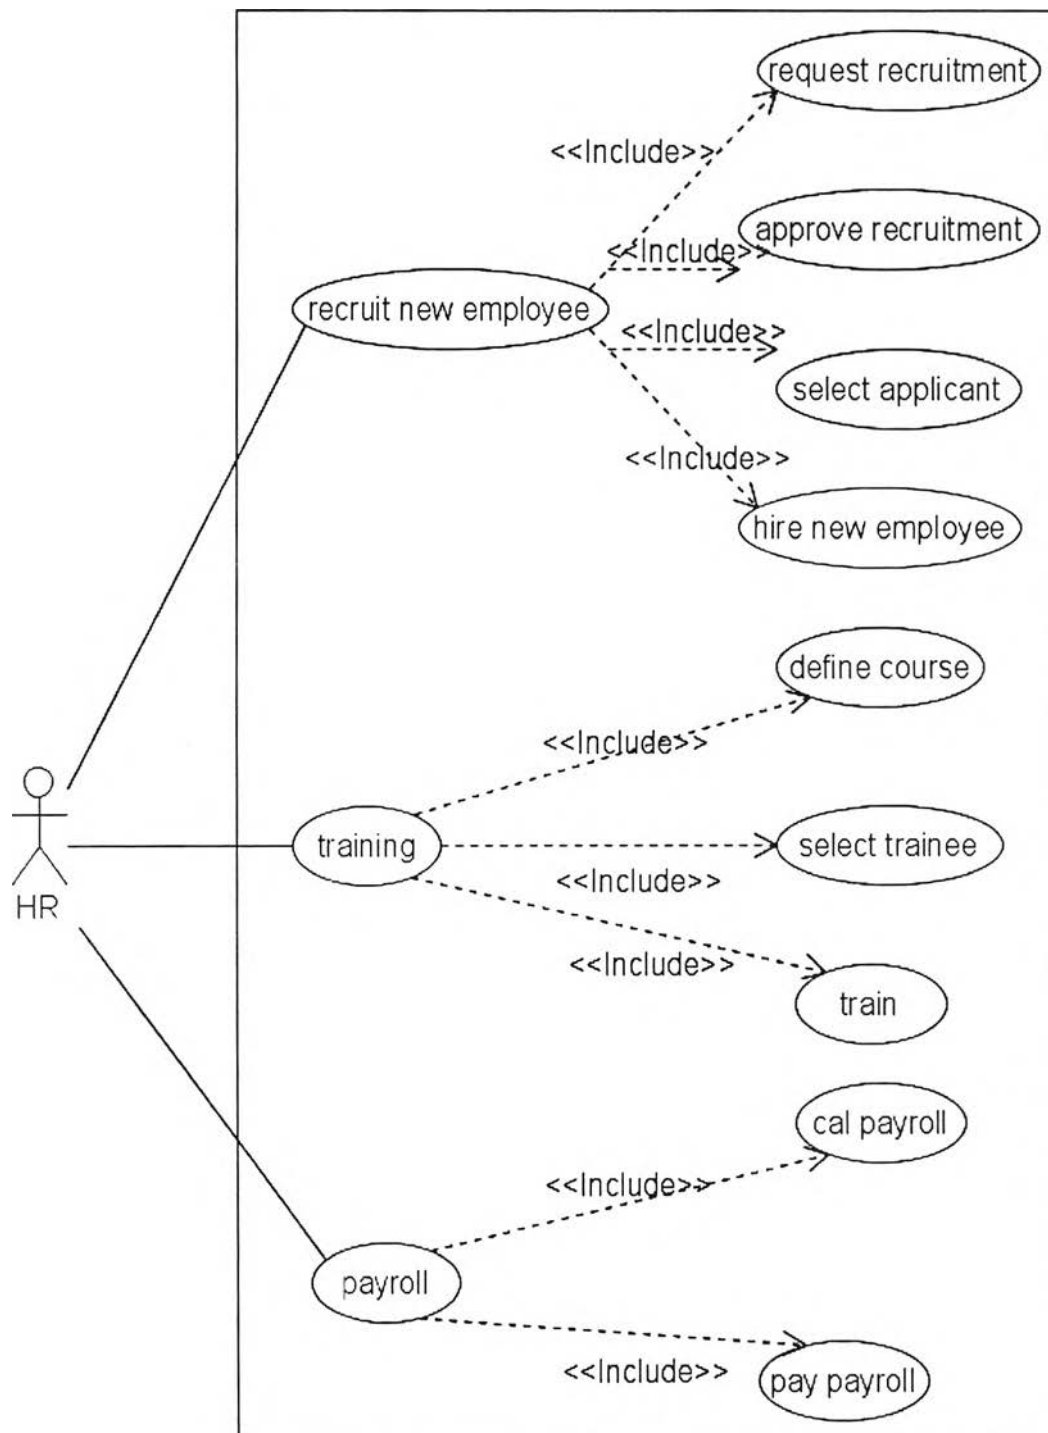 request recruitment
<<Include>>
approve recruitment
<<Include>>
recruit new employee
<<Include>>
select applicant
<<Include>>
hire new employee
define course
<<Include>>
training
select trainee
<<Include>>
HR
<<Include>>
train
cal payroll
<<Include>>
payroll
<<Include>>
pay payroll